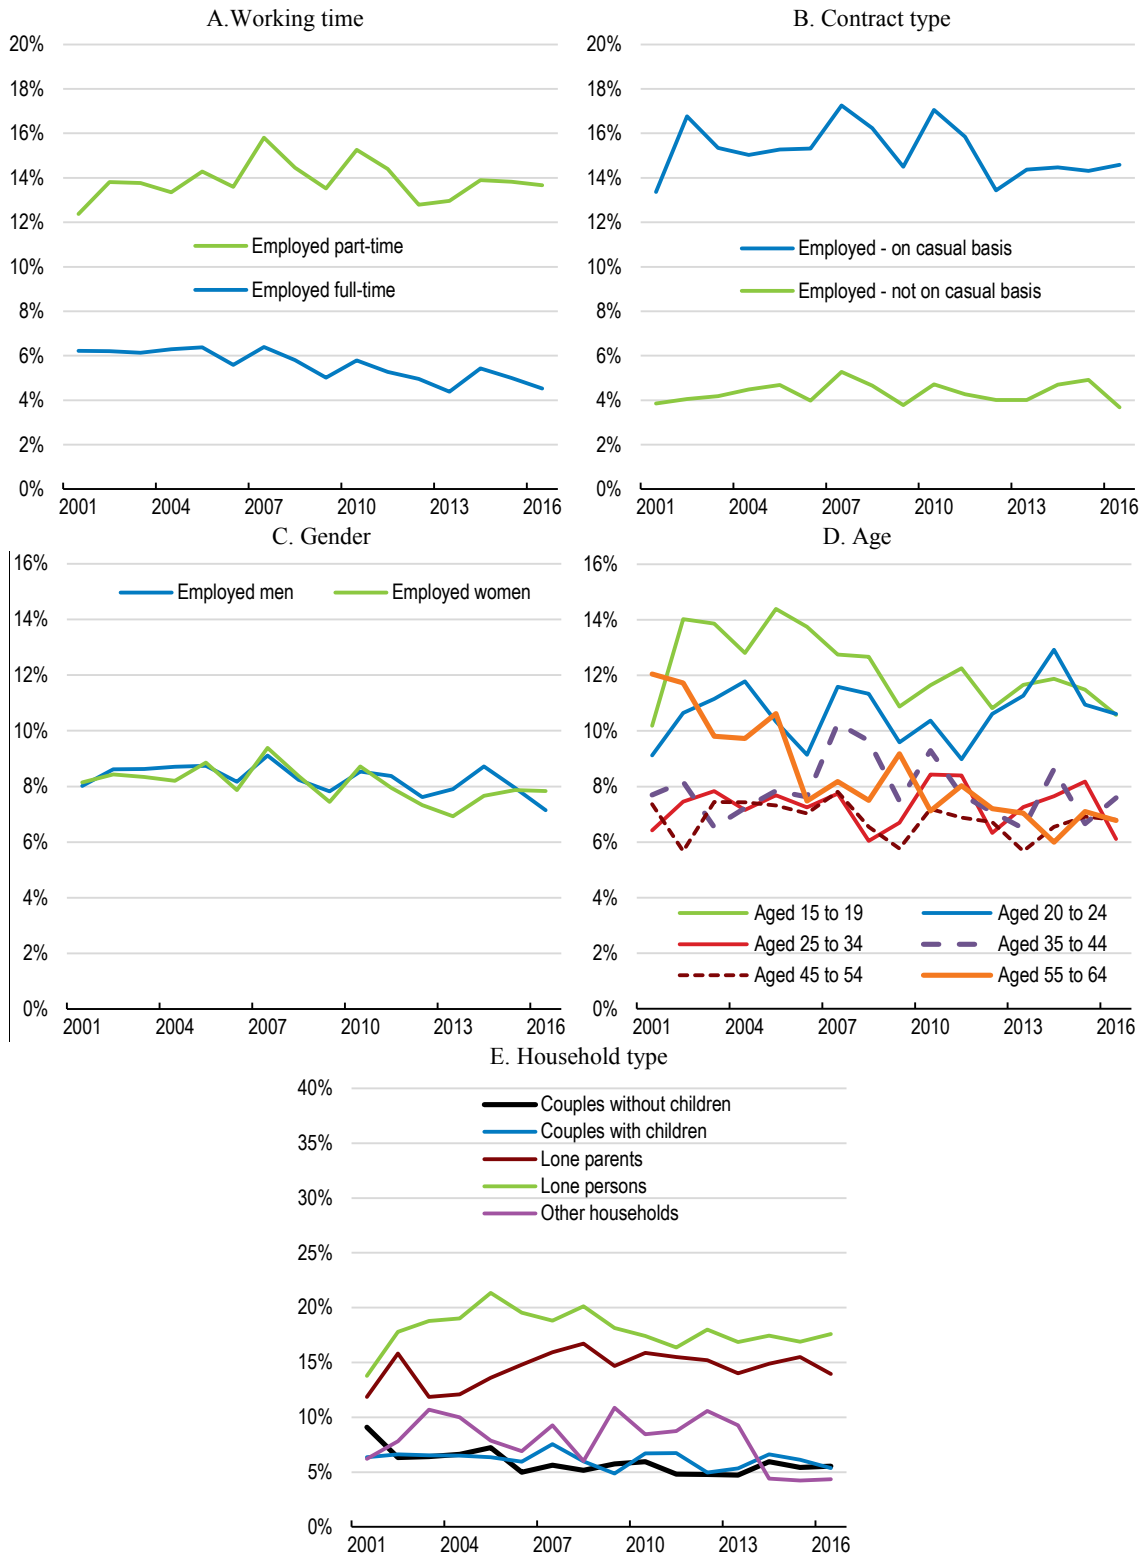 A.Working time
20%
18%
16%
14%
12%
10%
8%
6%
4%
2%
0%
Employed part-time
Employed full-time
2001 2004 2007 2010 2013 2016
B. Contract type
20%
18%
16%
14%
12%
10%
8%
6%
4%
2%
0%
Employed - on casual basis
Employed - not on casual basis
2001 2004 2007 2010 2013 2016
C. Gender
16%
14%
12%
10%
8%
6%
4%
2%
0%
Employed men Employed women
2001 2004 2007 2010 2013 2016
D. Age
16%
14%
12%
10%
8%
6%
4%
2%
0%
Aged 15 to 19 Aged 20 to 24
Aged 25 to 34 Aged 35 to 44
Aged 45 to 54 Aged 55 to 64
2001 2004 2007 2010 2013 2016
E. Household type
40%
35%
30%
25%
20%
15%
10%
5%
0%
Couples without children
Couples with children
Lone parents
Lone persons
Other households
2001 2004 2007 2010 2013 2016